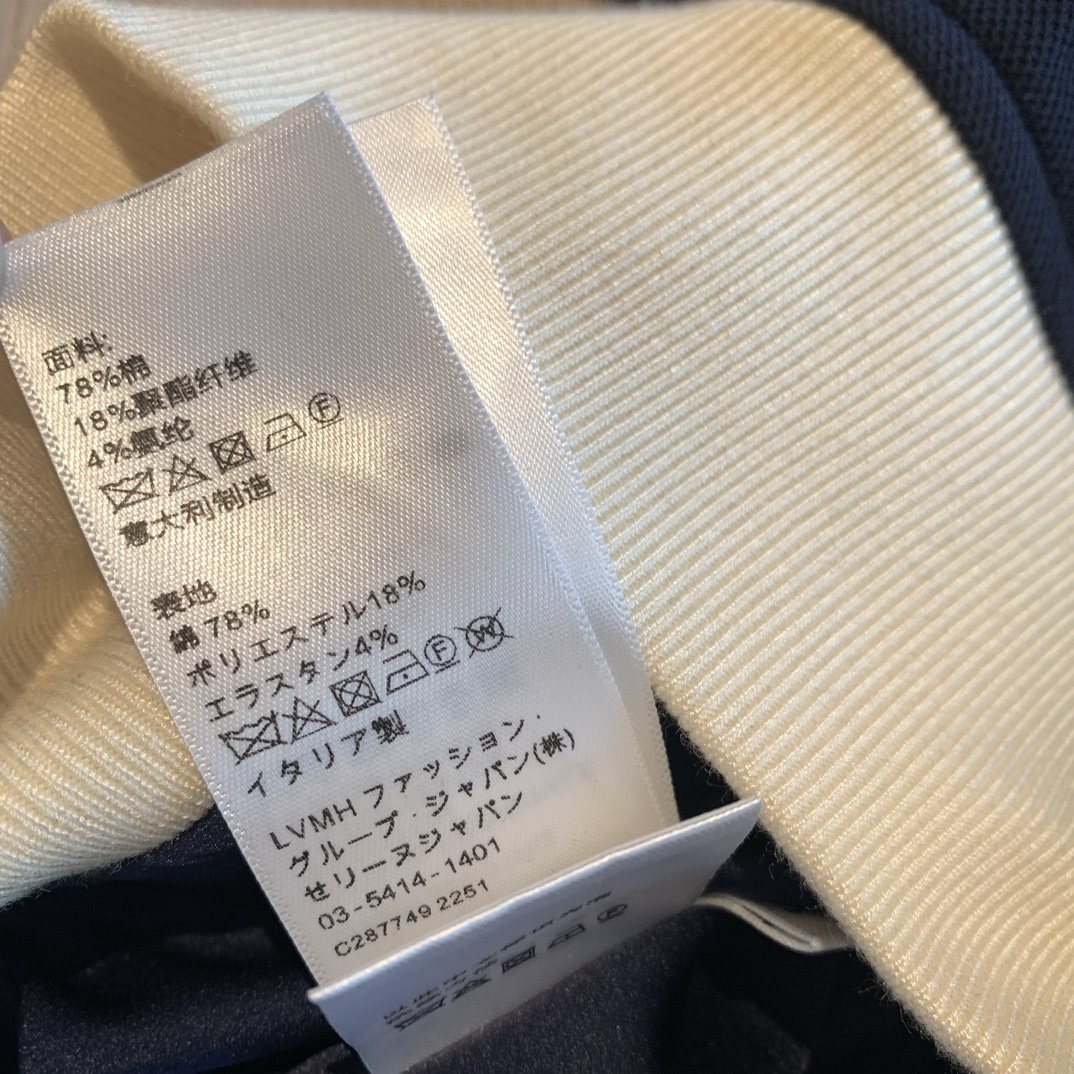 面料:
78%棉
18%聚酯纤维
4%氨纶
F
意大利制造
表地
綿 78%
ポリエステル18%
エラスタン4%
F W
イタリア製
LVMH ファッション・
グループ・ジャパン(株)
せリーヌジャパン
03-5414-1401
C287749 2251